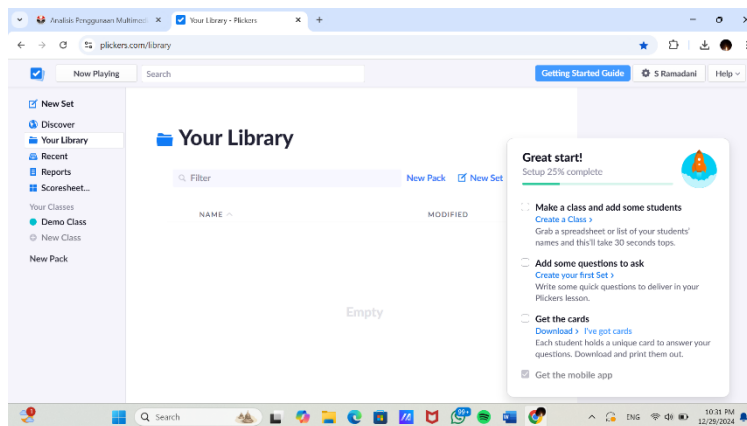 Analisis Penggunaan Multimedi
Your Library - Plickers
plickers.com/library
Now Playing
Search
Getting Started Guide
S Ramadani
Help
New Set
Discover
Your Library
Recent
Reports
Scoresheet...
Your Classes
Demo Class
New Class
New Pack
Your Library
Filter
New Pack
New Set
NAME
MODIFIED
Empty
Great start!
Setup 25% complete
Make a class and add some students
Create a Class ›
Grab a spreadsheet or list of your students'
names and this'll take 30 seconds tops.
Add some questions to ask
Create your first Set ›
Write some quick questions to deliver in your
Plickers lesson.
Get the cards
Download › I've got cards
Each student holds a unique card to answer your
questions. Download and print them out.
Get the mobile app
Search
99+
ENG
10:31 PM
12/29/2024